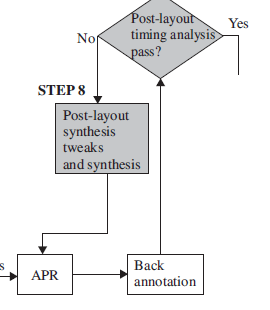 Post-layout
timing analysis
pass?
Yes
No
STEP 8
Post-layout
synthesis
tweaks
and synthesis
s
APR
Back
annotation